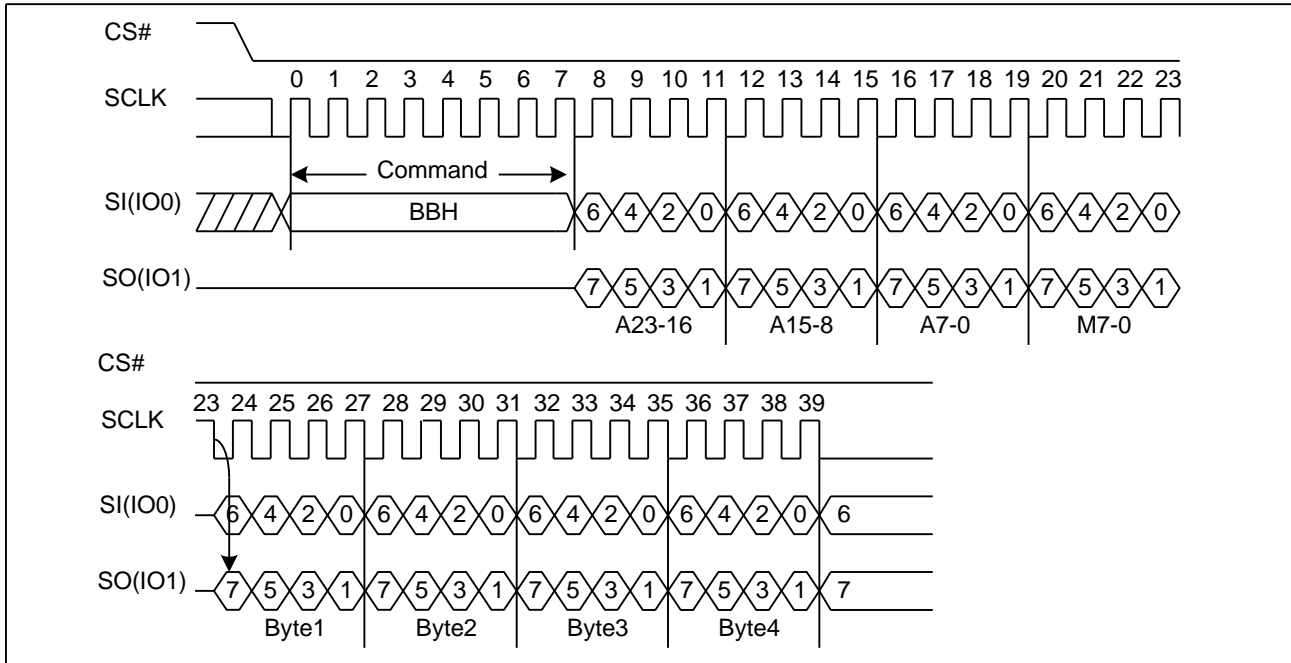 CS#
0 1 2 3 4 5 6 7 8 9 10 11 12 13 14 15 16 17 18 19 20 21 22 23
SCLK
Command
SI(IO0) BBH 6 4 2 0 6 4 2 0 6 4 2 0 6 4 2 0
SO(IO1) 7 5 3 1 7 5 3 1 7 5 3 1 7 5 3 1
A23-16 A15-8 A7-0 M7-0
CS#
23 24 25 26 27 28 29 30 31 32 33 34 35 36 37 38 39
SCLK
SI(IO0) 6 4 2 0 6 4 2 0 6 4 2 0 6 4 2 0 6
SO(IO1) 7 5 3 1 7 5 3 1 7 5 3 1 7 5 3 1 7
Byte1 Byte2 Byte3 Byte4